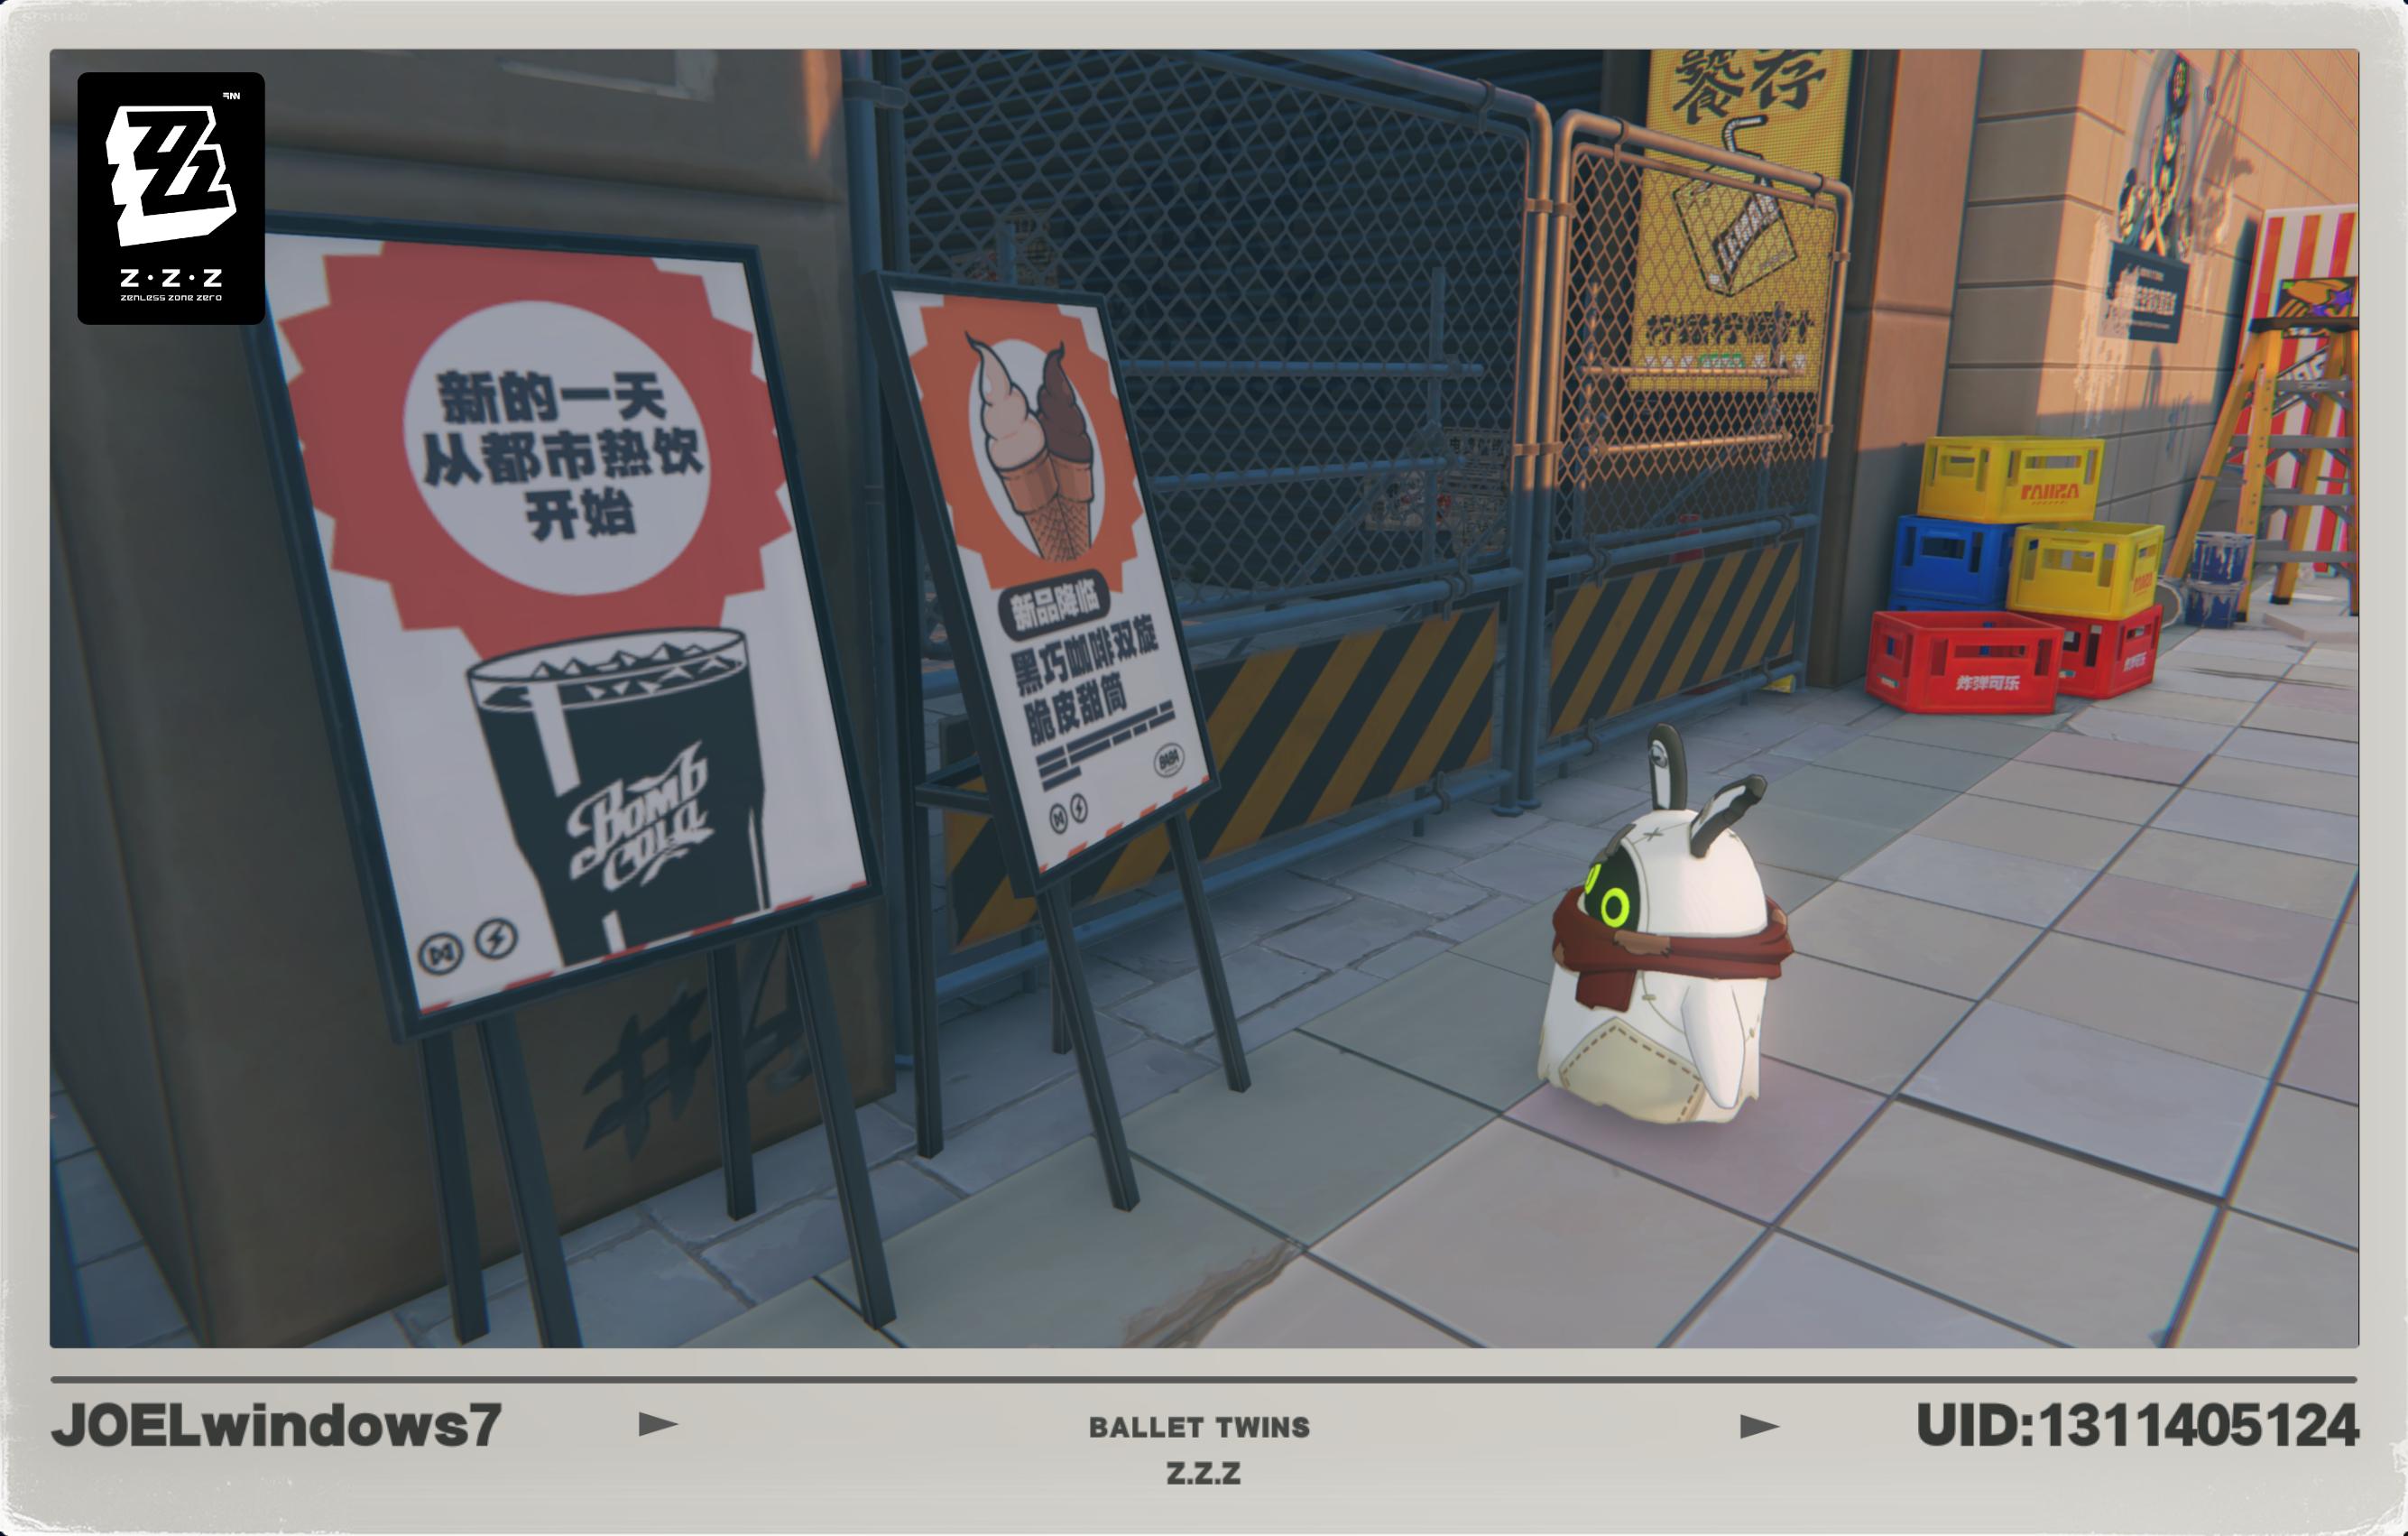 Z·Z·Z
ZENLESS ZONE ZERO
新的一天
从都市热饮
开始
Bomb
Cola
新品降临
黑巧咖啡双旋
脆皮甜筒
炸弹可乐
JOELwindows7
BALLET TWINS
Z.Z.Z
UID:1311405124